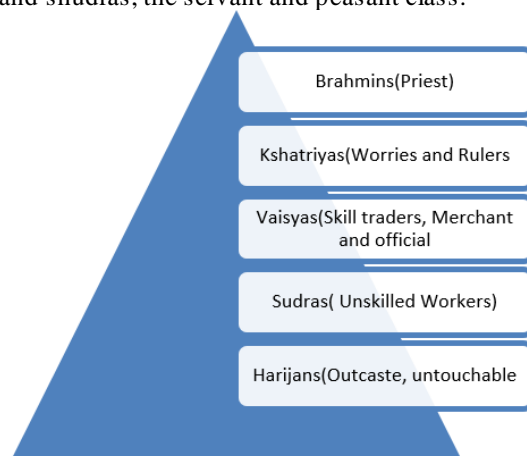 and shudras, the servant and peasant class.
Brahmins(Priest)
Kshatriyas(Worries and Rulers
Vaisyas(Skill traders, Merchant
and official
Sudras( Unskilled Workers)
Harijans(Outcaste, untouchable